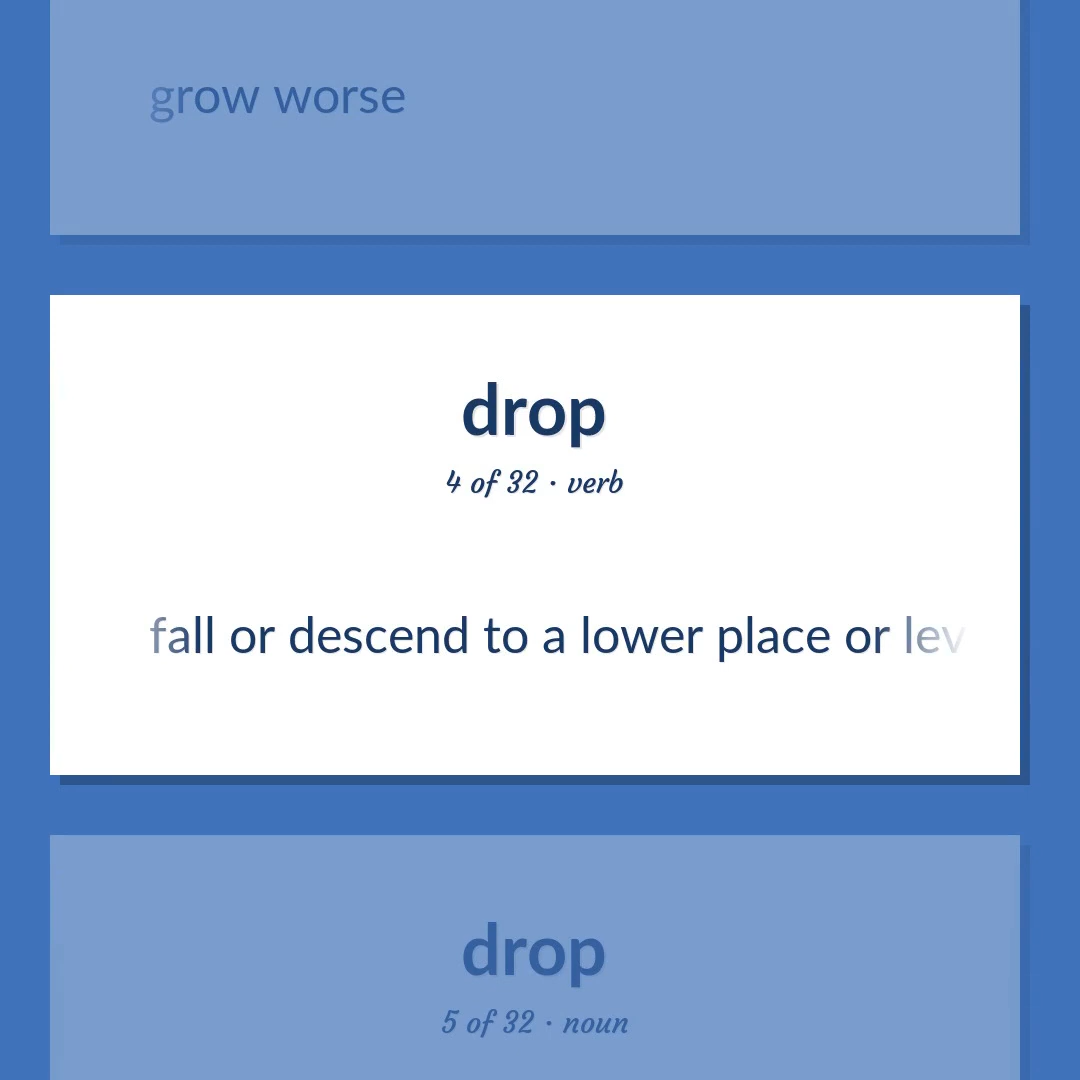 grow worse
drop
4 of 32 · verb
fall or descend to a lower place or lev
drop
5 of 32 · noun